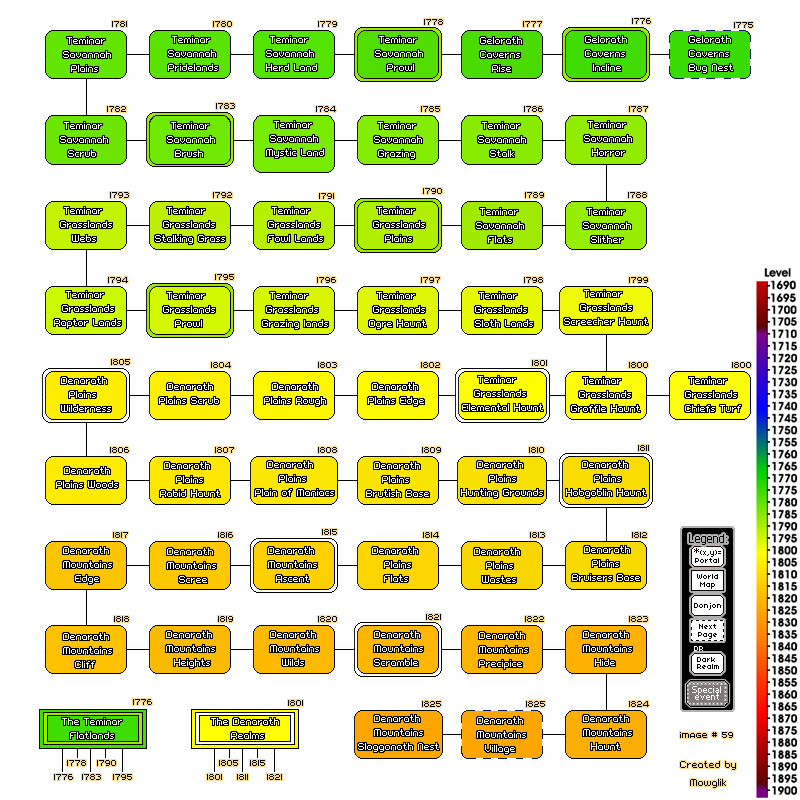 1781 1780 1779 1778 1777 1776 1775
Teminar Teminar Teminar Teminar Geloroth Geloroth Geloroth
Savannah Savannah Savannah Savannah Caverns Caverns Caverns
Plains Pridelands Herd Land Prowl Rise Incline Bug Nest
1782 1783 1784 1785 1786 1787
Teminar Teminar Teminar Teminar Teminar Teminar
Savannah Savannah Savannah Savannah Savannah Savannah
Scrub Brush Mystic Land Grazing Stalk Horror
1793 1792 1791 1790 1789 1788
Teminar Teminar Teminar Teminar Teminar Teminar
Grasslands Grasslands Grasslands Grasslands Savannah Savannah
Webs Stalking Grass Fowl Lands Plains Flats Slither
1794 1795 1796 1797 1798 1799
Teminar Teminar Teminar Teminar Teminar Teminar
Grasslands Grasslands Grasslands Grasslands Grasslands Grasslands
Raptor Lands Prowl Grazing lands Ogre Haunt Sloth Lands Screecher Haunt
1805 1804 1803 1802 1801 1800 1800
Denaroth Denaroth Denaroth Denaroth Teminar Teminar Teminar
Plains Plains Scrub Plains Rough Plains Edge Grasslands Grasslands Grasslands
Wilderness Elemental Haunt Groffle Haunt Chiefs Turf
1806 1807 1808 1809 1810 1811
Denaroth Denaroth Denaroth Denaroth Denaroth Denaroth
Plains Woods Plains Plains Plains Plains Plains
Rabid Haunt Plain of Maniacs Brutish Base Hunting Grounds Hobgoblin Haunt
1817 1816 1815 1814 1813 1812
Denaroth Denaroth Denaroth Denaroth Denaroth Denaroth
Mountains Mountains Mountains Plains Plains Plains
Edge Scree Ascent Flats Wastes Bruisers Base
1818 1819 1820 1821 1822 1823
Denaroth Denaroth Denaroth Denaroth Denaroth Denaroth
Mountains Mountains Mountains Mountains Mountains Mountains
Cliff Heights Wilds Scramble Precipice Hide
1776 1801 1825 1825 1824
The Teminar The Denaroth Denaroth Denaroth Denaroth
Flatlands Realms Mountains Mountains Mountains
Sloggonoth Nest Village Haunt
1778 1790 1805 1815
1776 1783 1795 1801 1811 1821
Level
1690
1695
1700
1705
1710
1715
1720
1725
1730
1735
1740
1745
1750
1755
1760
1765
1770
1775
1780
1785
1790
1795
1800
1805
1810
1815
1820
1825
1830
1835
1840
1845
1850
1855
1860
1865
1870
1875
1880
1885
1890
1895
1900
Legend:
*(x,y)=
Portal
World
Map
Donjon
Next
Page
OR
Dark
Realm
Special
event
image # 59
Created by
Mowglik